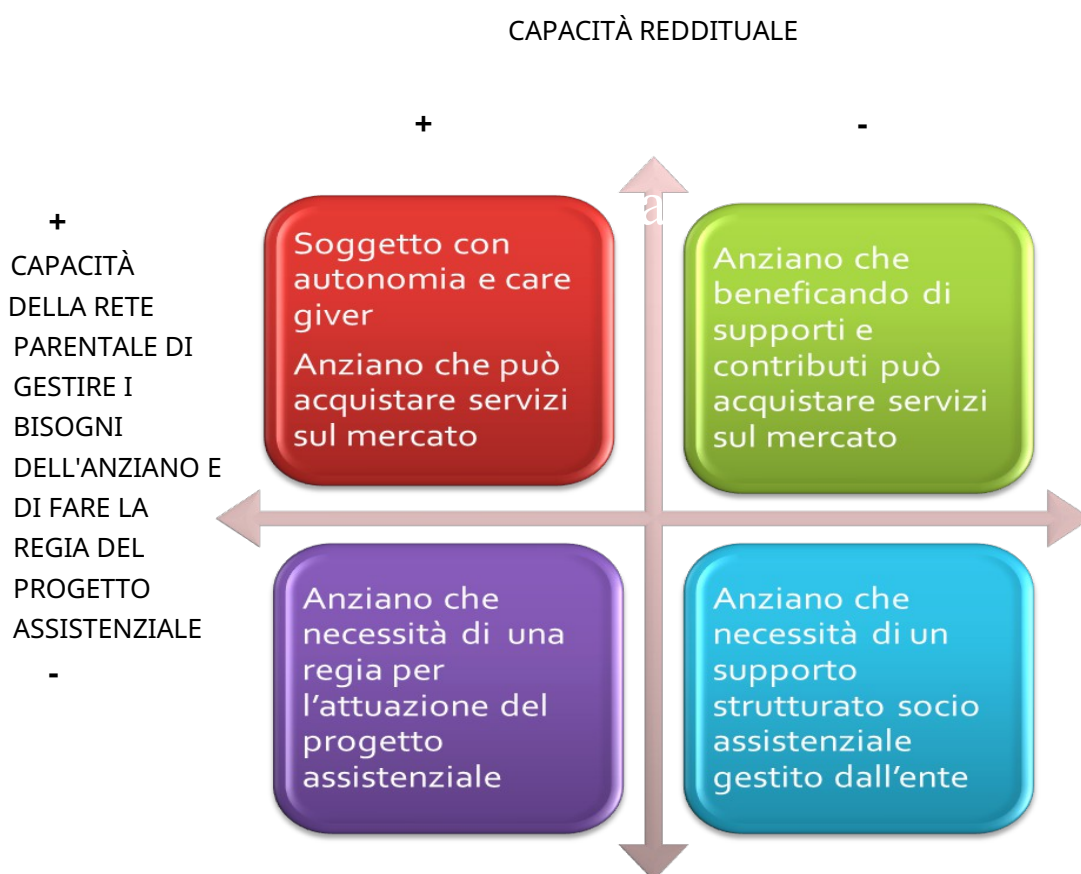 CAPACITÀ REDDITUALE
+
-
+
CAPACITÀ
DELLA RETE
PARENTALE DI
GESTIRE I
BISOGNI
DELL'ANZIANO E
DI FARE LA
REGIA DEL
PROGETTO
ASSISTENZIALE
-
Soggetto con
autonomia e care
giver
Anziano che può
acquistare servizi
sul mercato
a
Anziano che
beneficando di
supporti e
contributi può
acquistare servizi
sul mercato
Anziano che
necessità di una
regia per
l’attuazione del
progetto
assistenziale
Anziano che
necessità di un
supporto
strutturato socio
assistenziale
gestito dall’ente